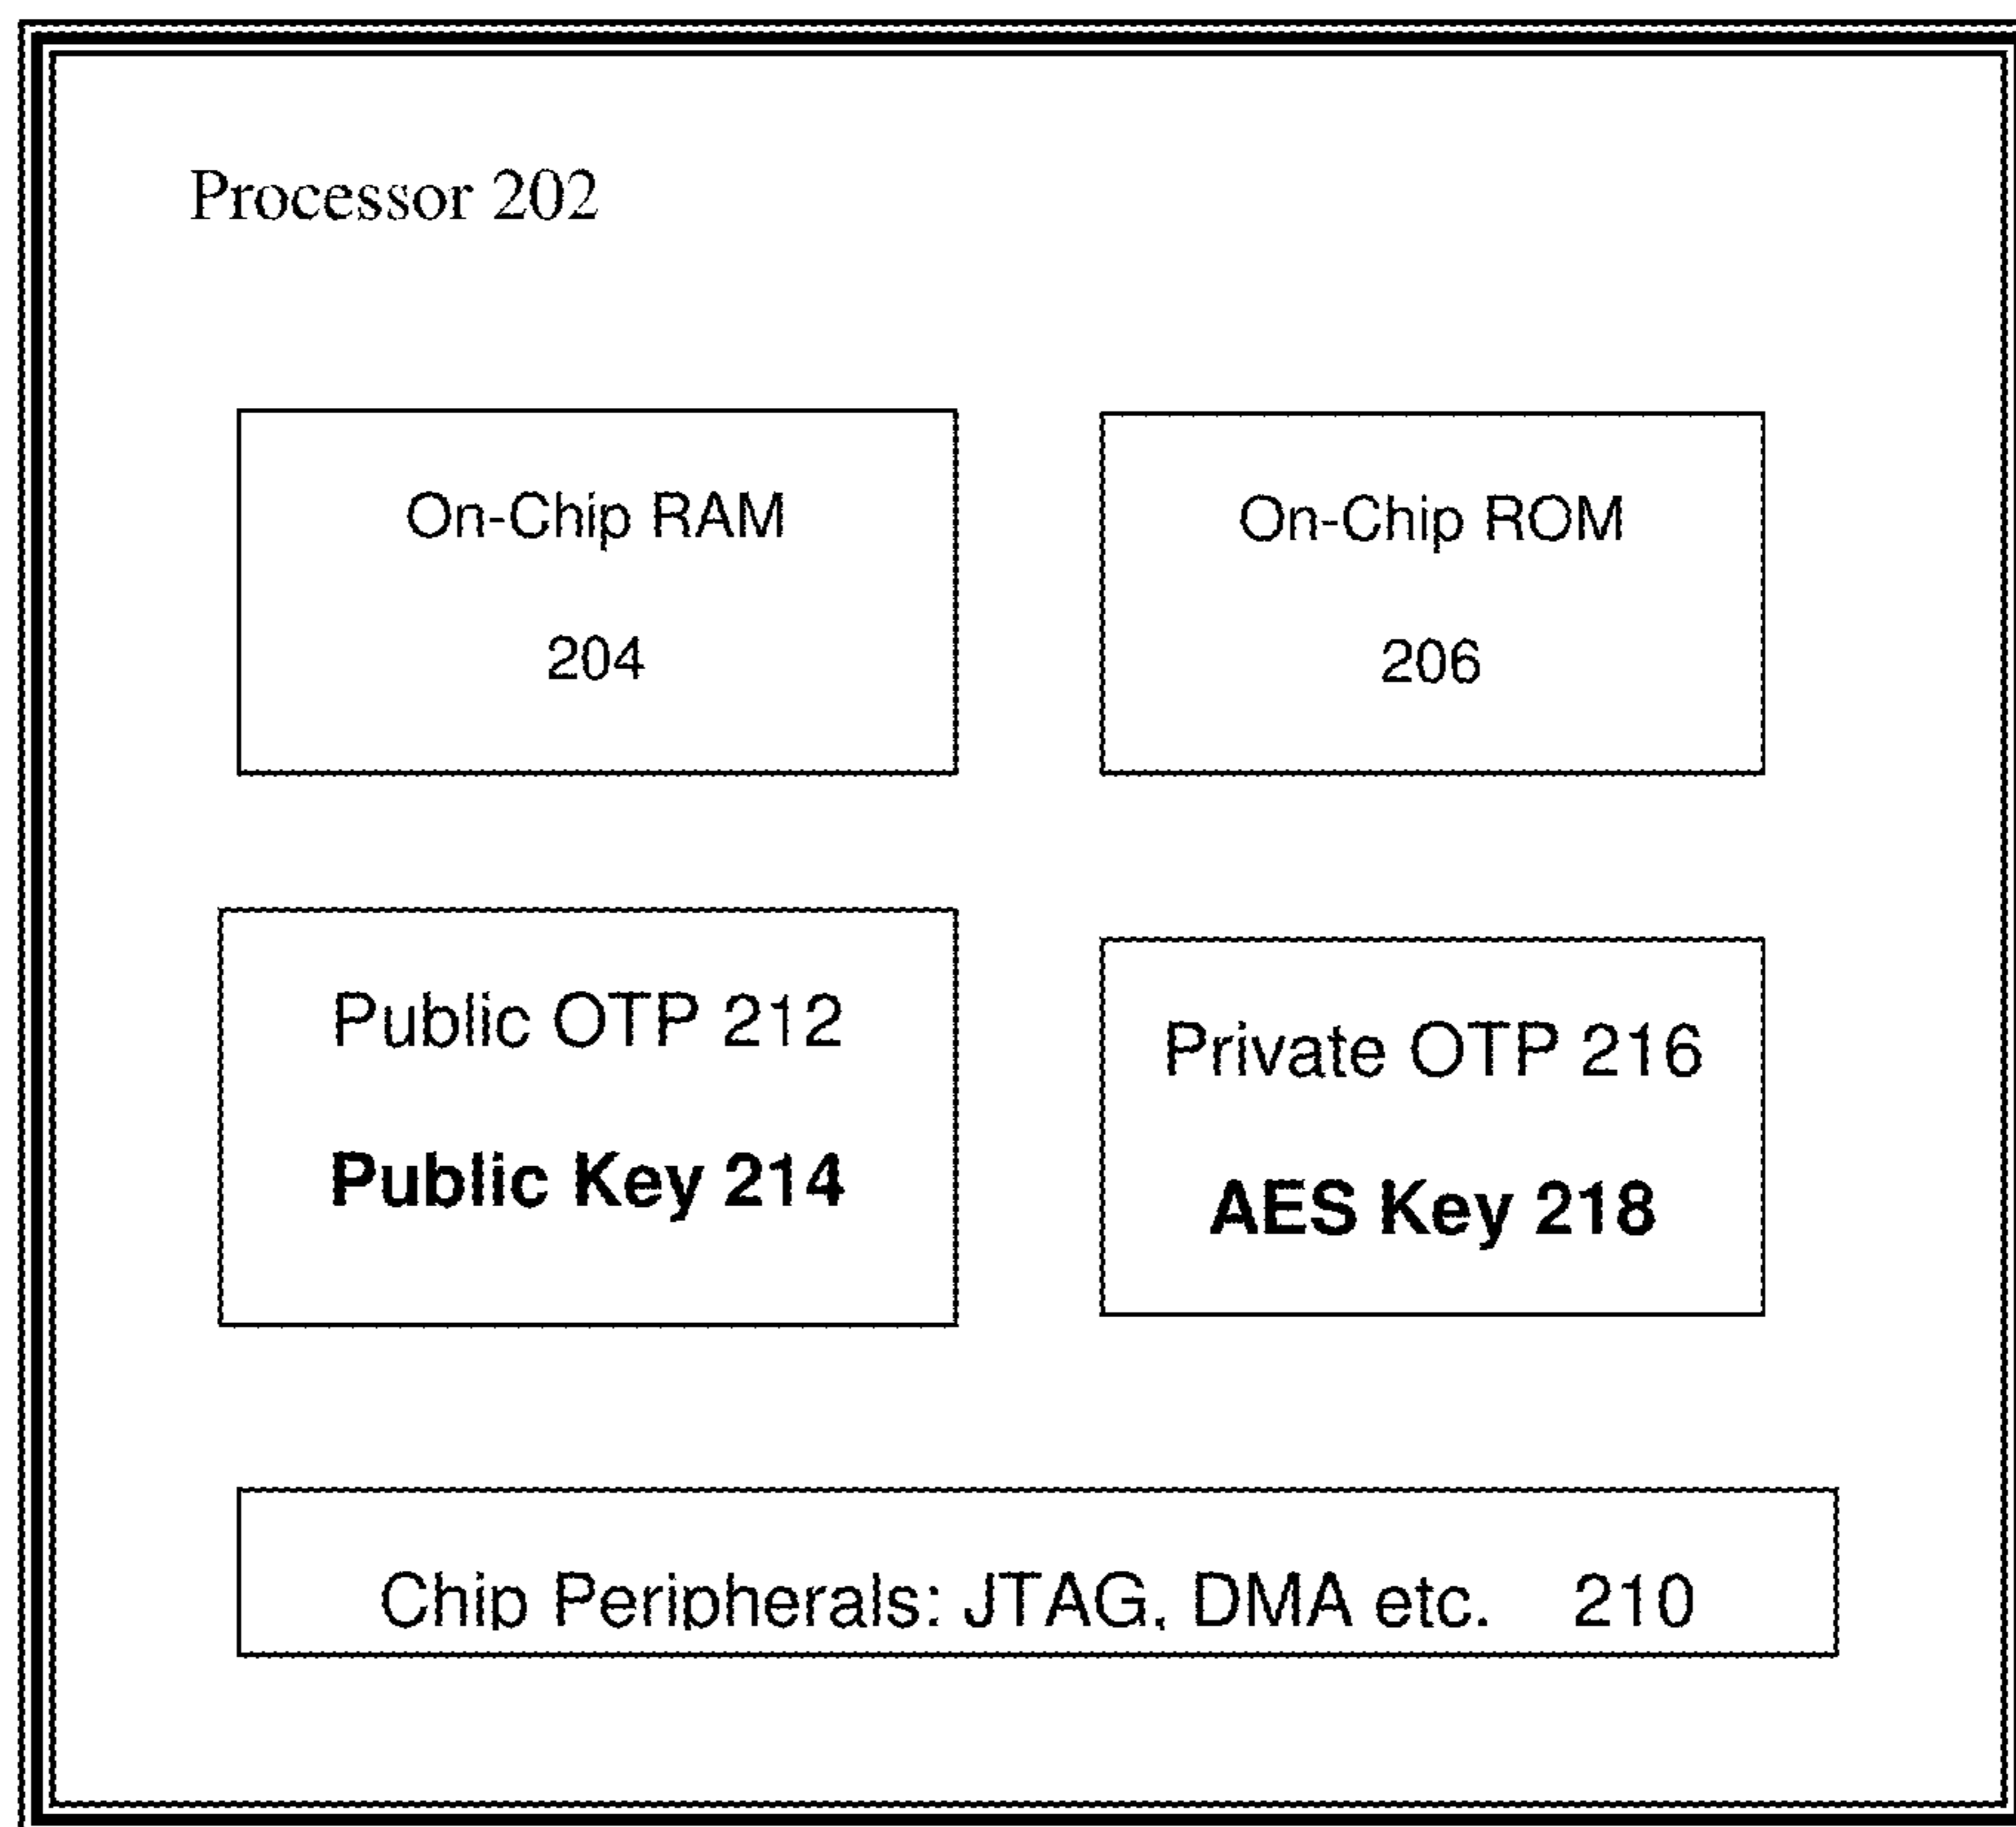 Processor 202
On-Chip RAM
204
On-Chip ROM
206
Public OTP 212
Public Key 214
Private OTP 216
AES Key 218
Chip Peripherals: JTAG, DMA etc. 210